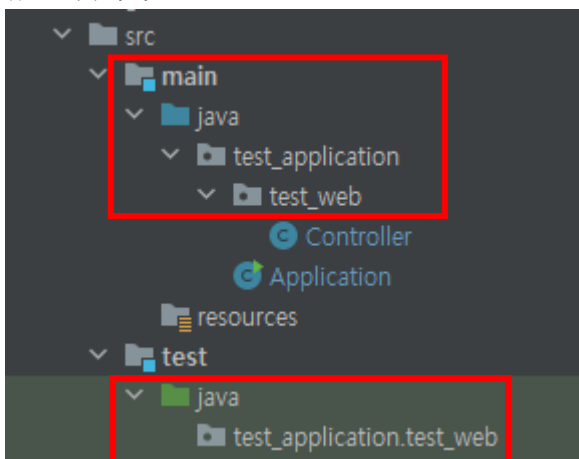 src
main
java
test_application
test_web
Controller
Application
resources
test
java
test_application.test_web